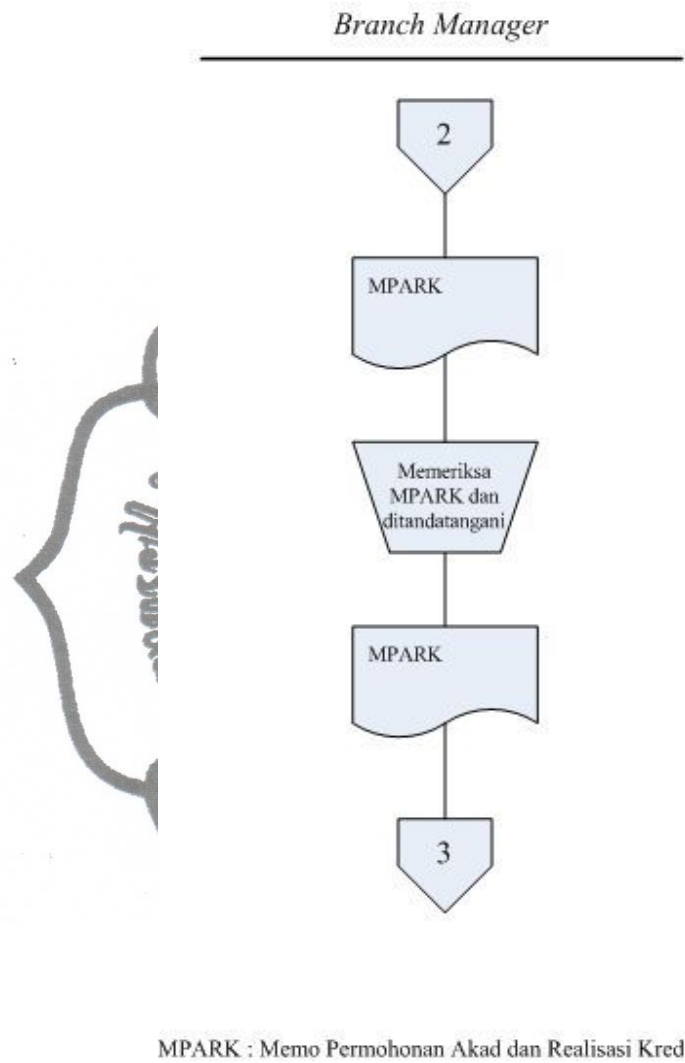 Branch Manager
2
MPARK
Memeriksa
MPARK dan
ditandatangani
MPARK
3
MPARK : Memo Permohonan Akad dan Realisasi Kred